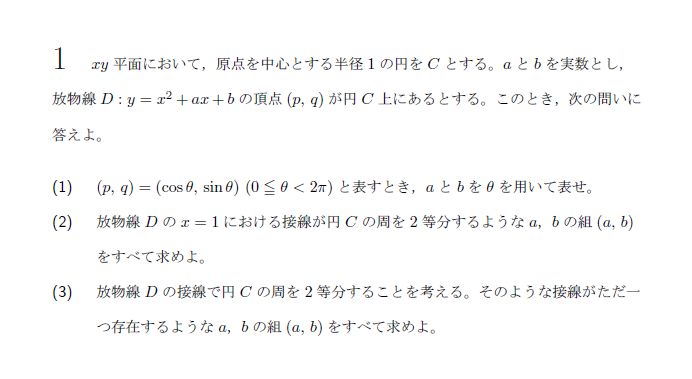 1 xy 平面において，原点を中心とする半径 1 の円を C とする。a と b を実数とし，
放物線 D : y = x² + ax + b の頂点 (p, q) が円 C 上にあるとする。このとき，次の問いに
答えよ。
(1) (p, q) = (cos θ, sin θ) (0 ≦ θ < 2π) と表すとき，a と b を θ を用いて表せ。
(2) 放物線 D の x = 1 における接線が円 C の周を 2 等分するような a，b の組 (a, b)
をすべて求めよ。
(3) 放物線 D の接線で円 C の周を 2 等分することを考える。そのような接線がただ一
つ存在するような a，b の組 (a, b) をすべて求めよ。